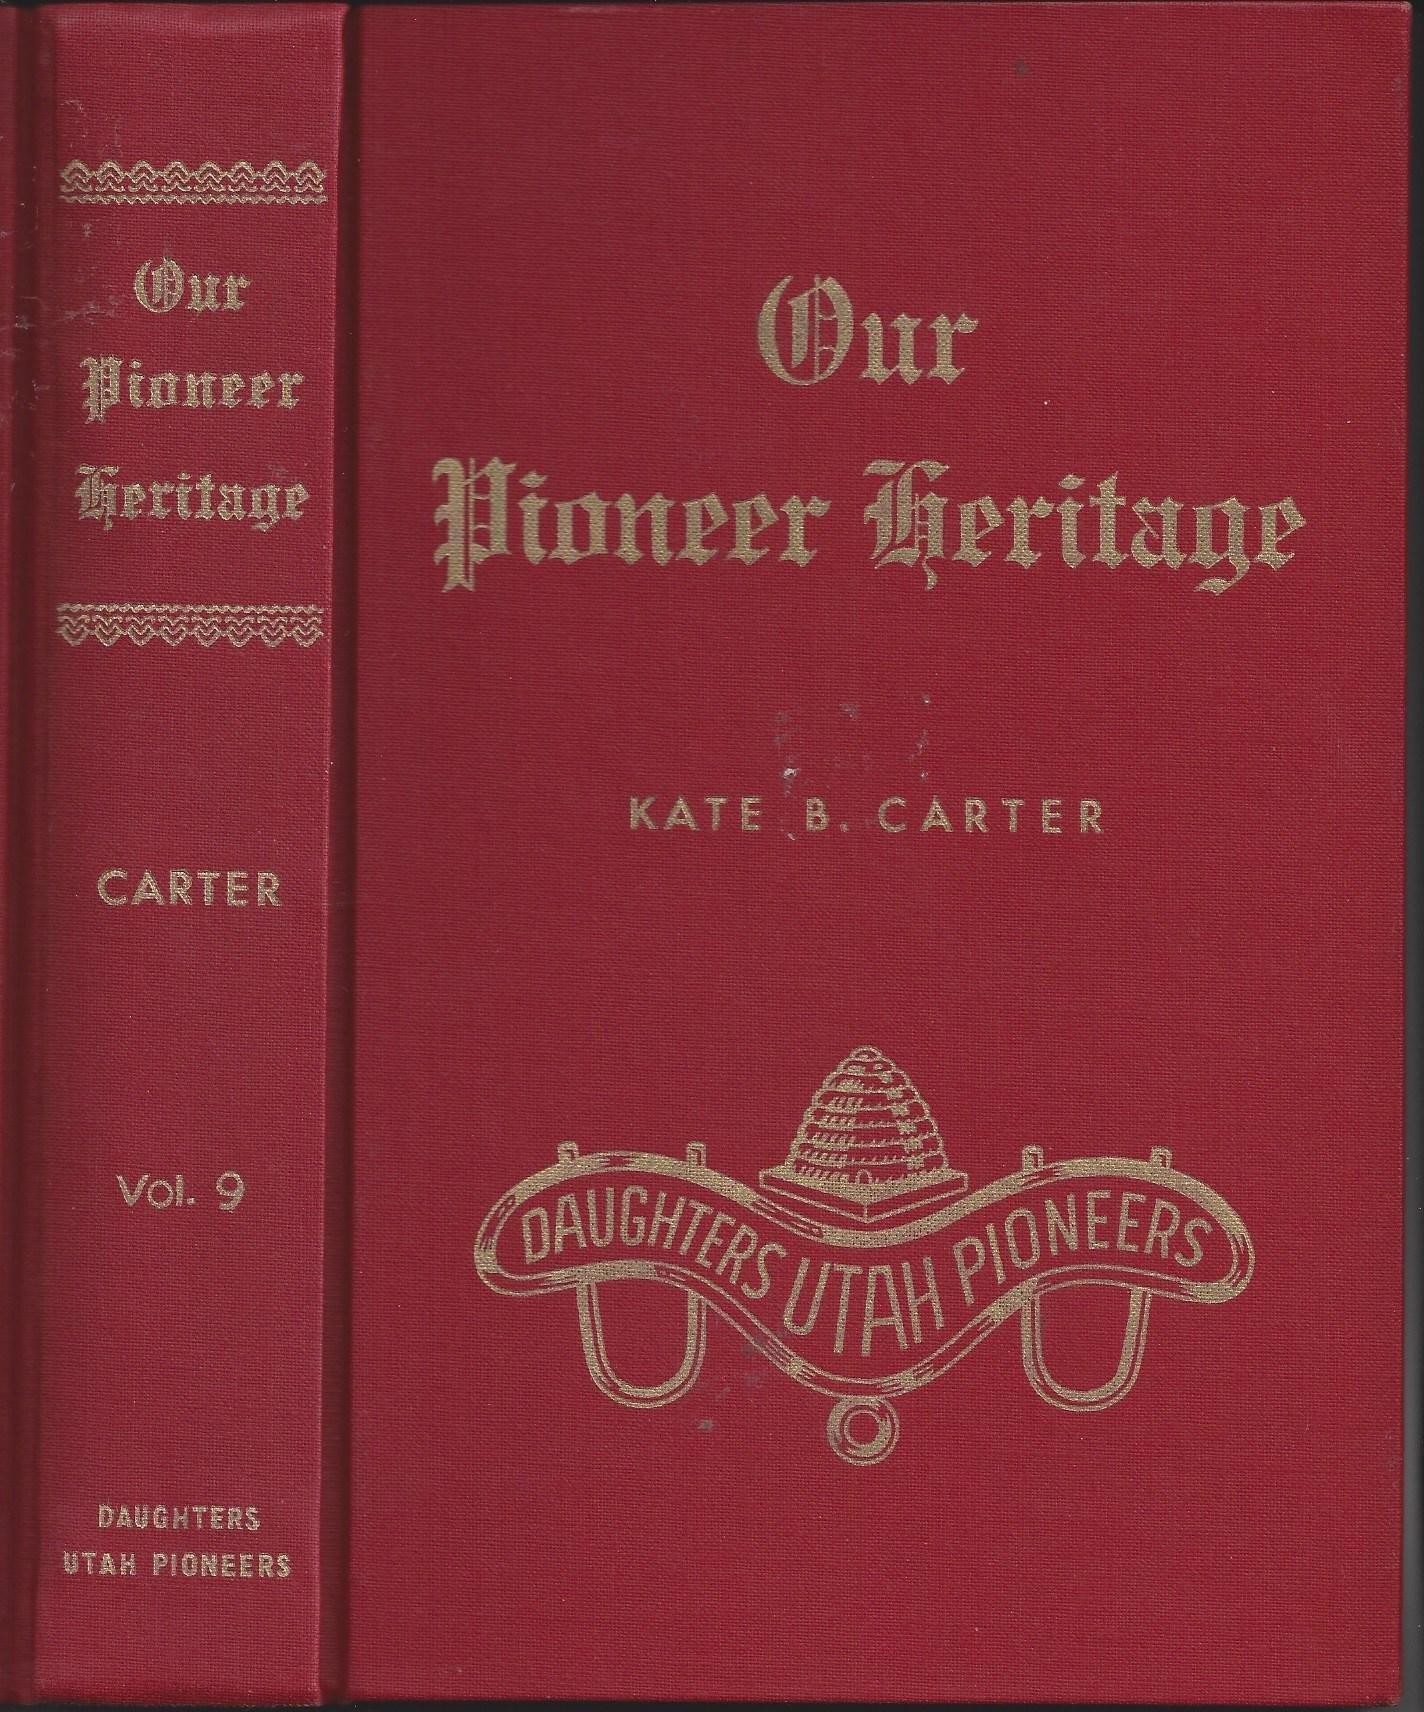 Our
Pioneer
Heritage
CARTER
Vol. 9
DAUGHTERS
UTAH PIONEERS
Our
Pioneer Heritage
KATE B. CARTER
DAUGHTERS UTAH PIONEERS